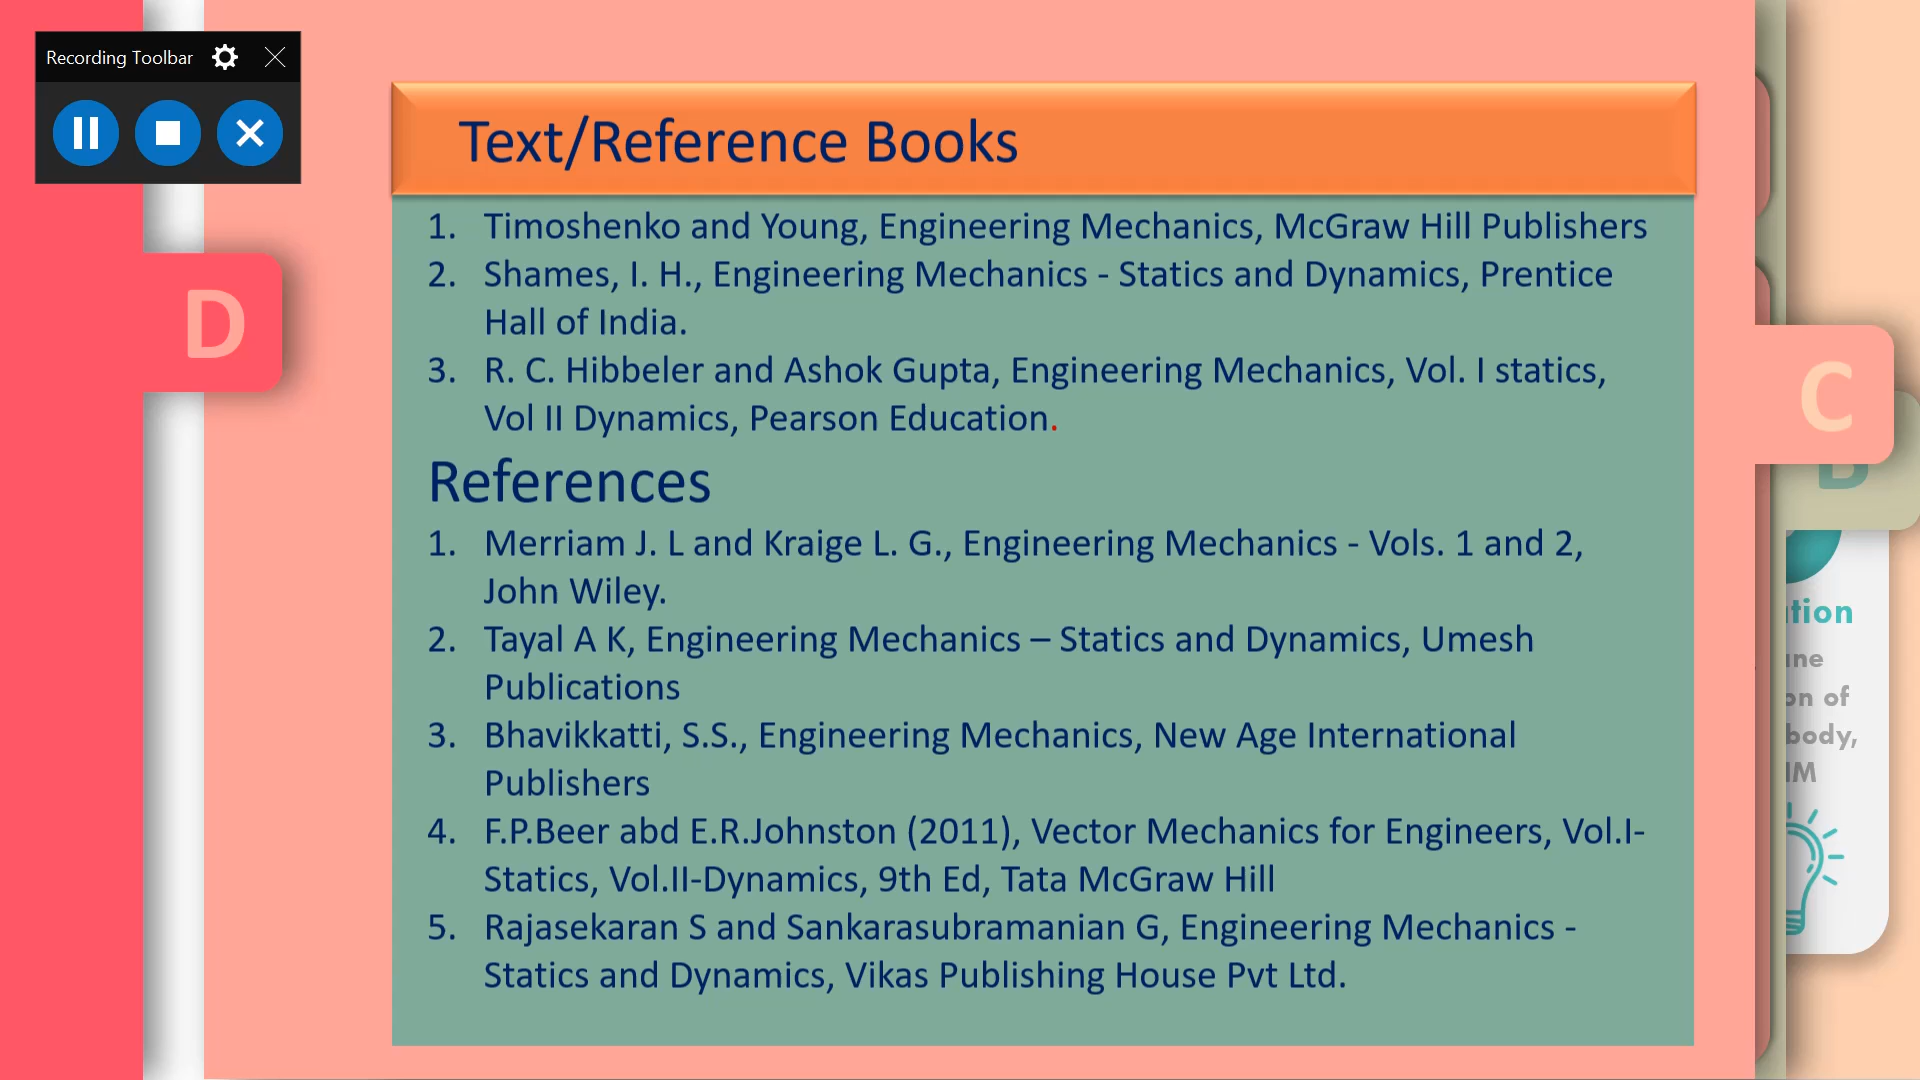 Recording Toolbar
Text/Reference Books
1. Timoshenko and Young, Engineering Mechanics, McGraw Hill Publishers
2. Shames, I. H., Engineering Mechanics - Statics and Dynamics, Prentice
Hall of India.
3. R. C. Hibbeler and Ashok Gupta, Engineering Mechanics, Vol. I statics,
Vol II Dynamics, Pearson Education.
References
1. Merriam J. L and Kraige L. G., Engineering Mechanics - Vols. 1 and 2,
John Wiley.
2. Tayal A K, Engineering Mechanics – Statics and Dynamics, Umesh
Publications
3. Bhavikkatti, S.S., Engineering Mechanics, New Age International
Publishers
4. F.P.Beer abd E.R.Johnston (2011), Vector Mechanics for Engineers, Vol.I-
Statics, Vol.II-Dynamics, 9th Ed, Tata McGraw Hill
5. Rajasekaran S and Sankarasubramanian G, Engineering Mechanics -
Statics and Dynamics, Vikas Publishing House Pvt Ltd.
D
C
B
of
body,